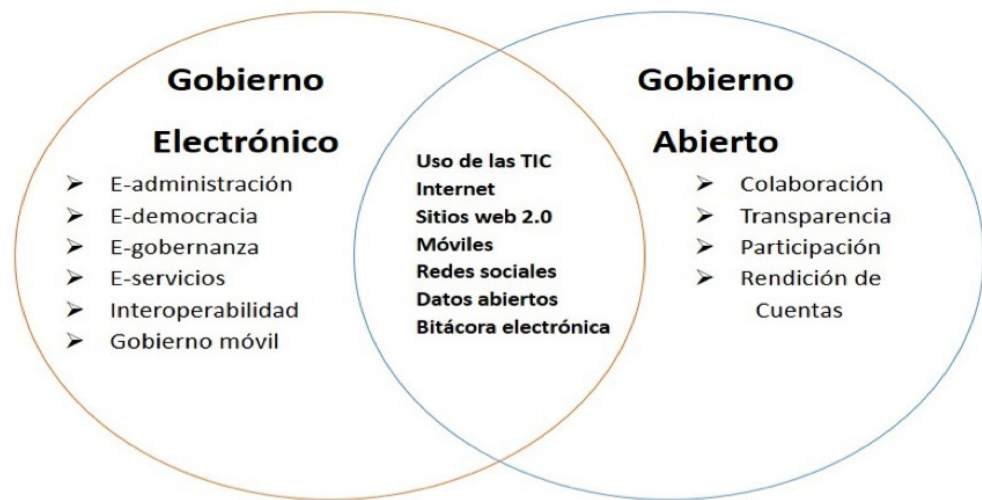 Gobierno
Electrónico
➢ E-administración
➢ E-democracia
➢ E-gobernanza
➢ E-servicios
➢ Interoperabilidad
➢ Gobierno móvil
Uso de las TIC
Internet
Sitios web 2.0
Móviles
Redes sociales
Datos abiertos
Bitácora electrónica
Gobierno
Abierto
➢ Colaboración
➢ Transparencia
➢ Participación
➢ Rendición de
Cuentas